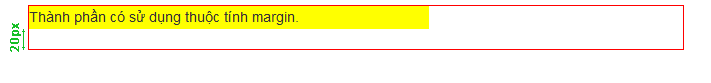 Thành phần có sử dụng thuộc tính margin.
20px